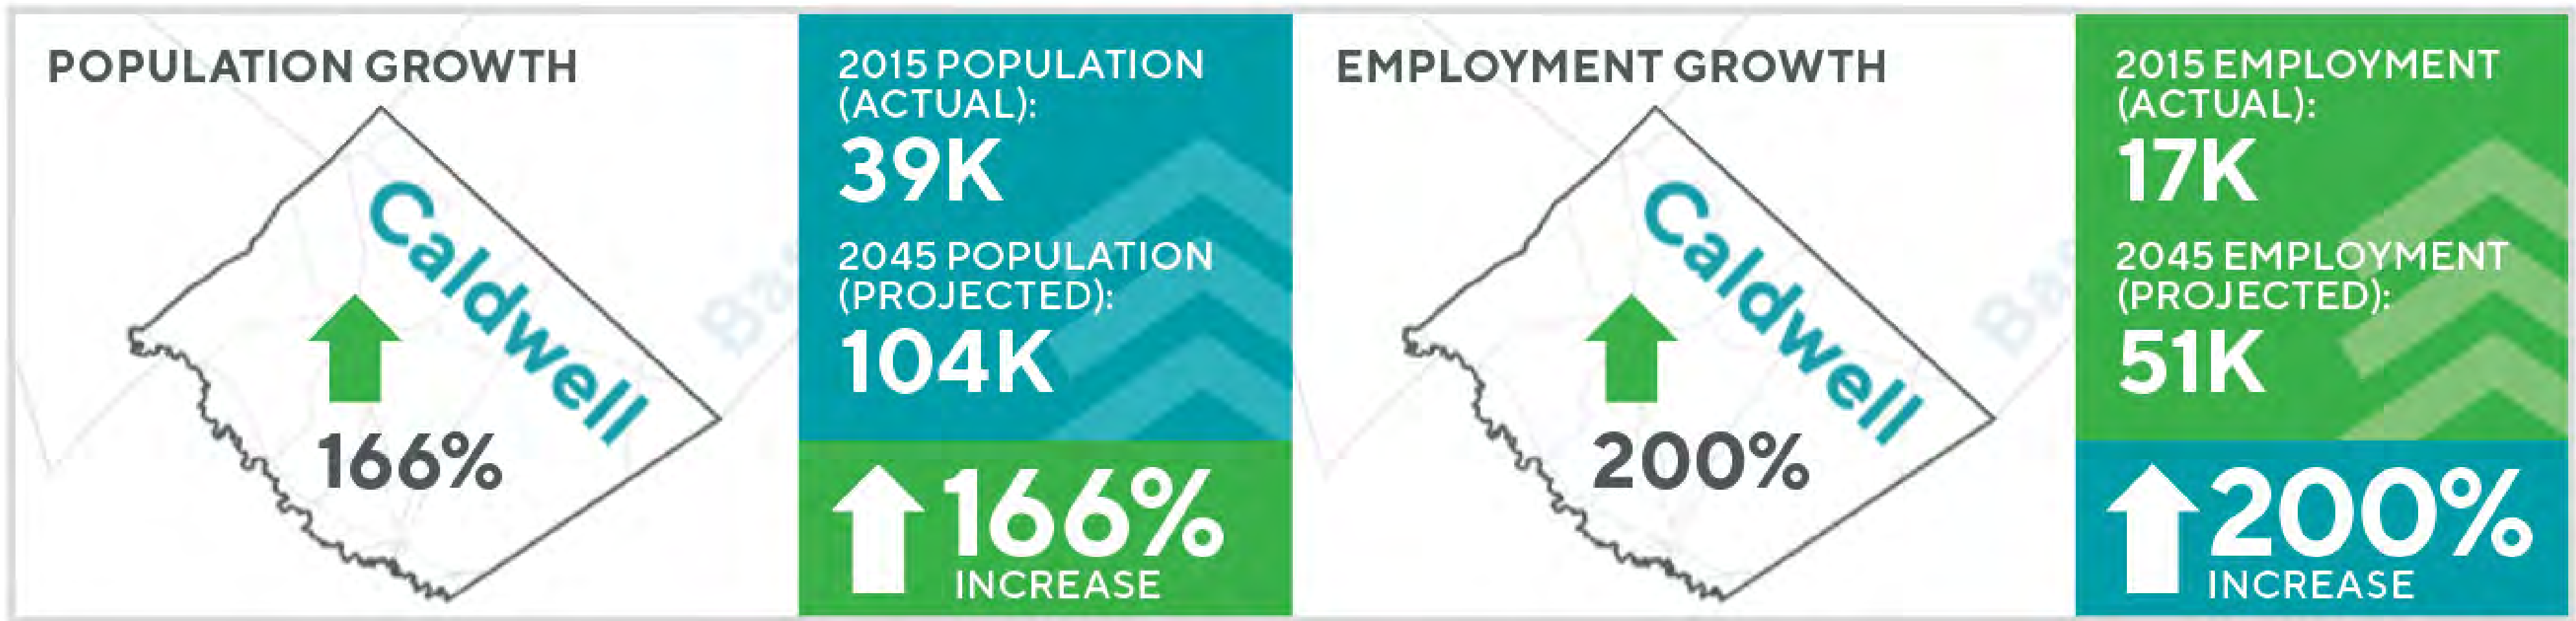 POPULATION GROWTH
Caldwell
166%
2015 POPULATION
(ACTUAL):
39K
2045 POPULATION
(PROJECTED):
104K
166%
INCREASE
EMPLOYMENT GROWTH
Caldwell
200%
2015 EMPLOYMENT
(ACTUAL):
17K
2045 EMPLOYMENT
(PROJECTED):
51K
200%
INCREASE